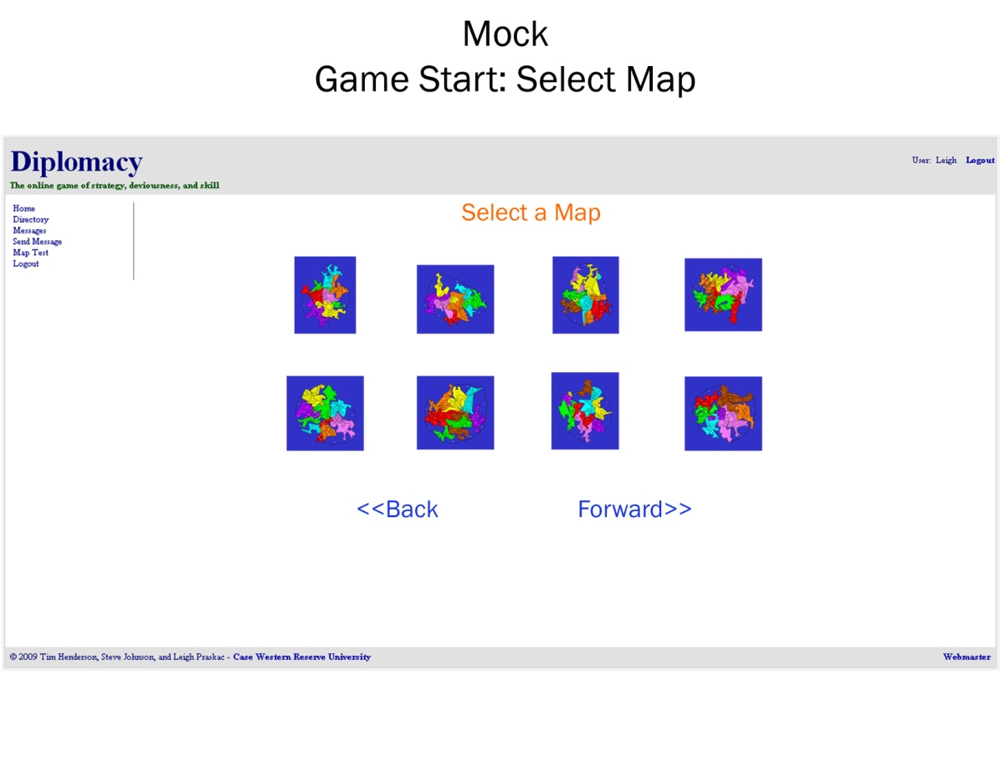 Mock
Game Start: Select Map
Diplomacy
User: Leigh Logout
The online game of strategy, deviousness, and skill
Home
Directory
Messages
Send Message
Map Test
Logout
Select a Map
<<Back Forward>>
© 2009 Tim Henderson, Steve Johnson, and Leigh Praskac - Case Western Reserve University Webmaster